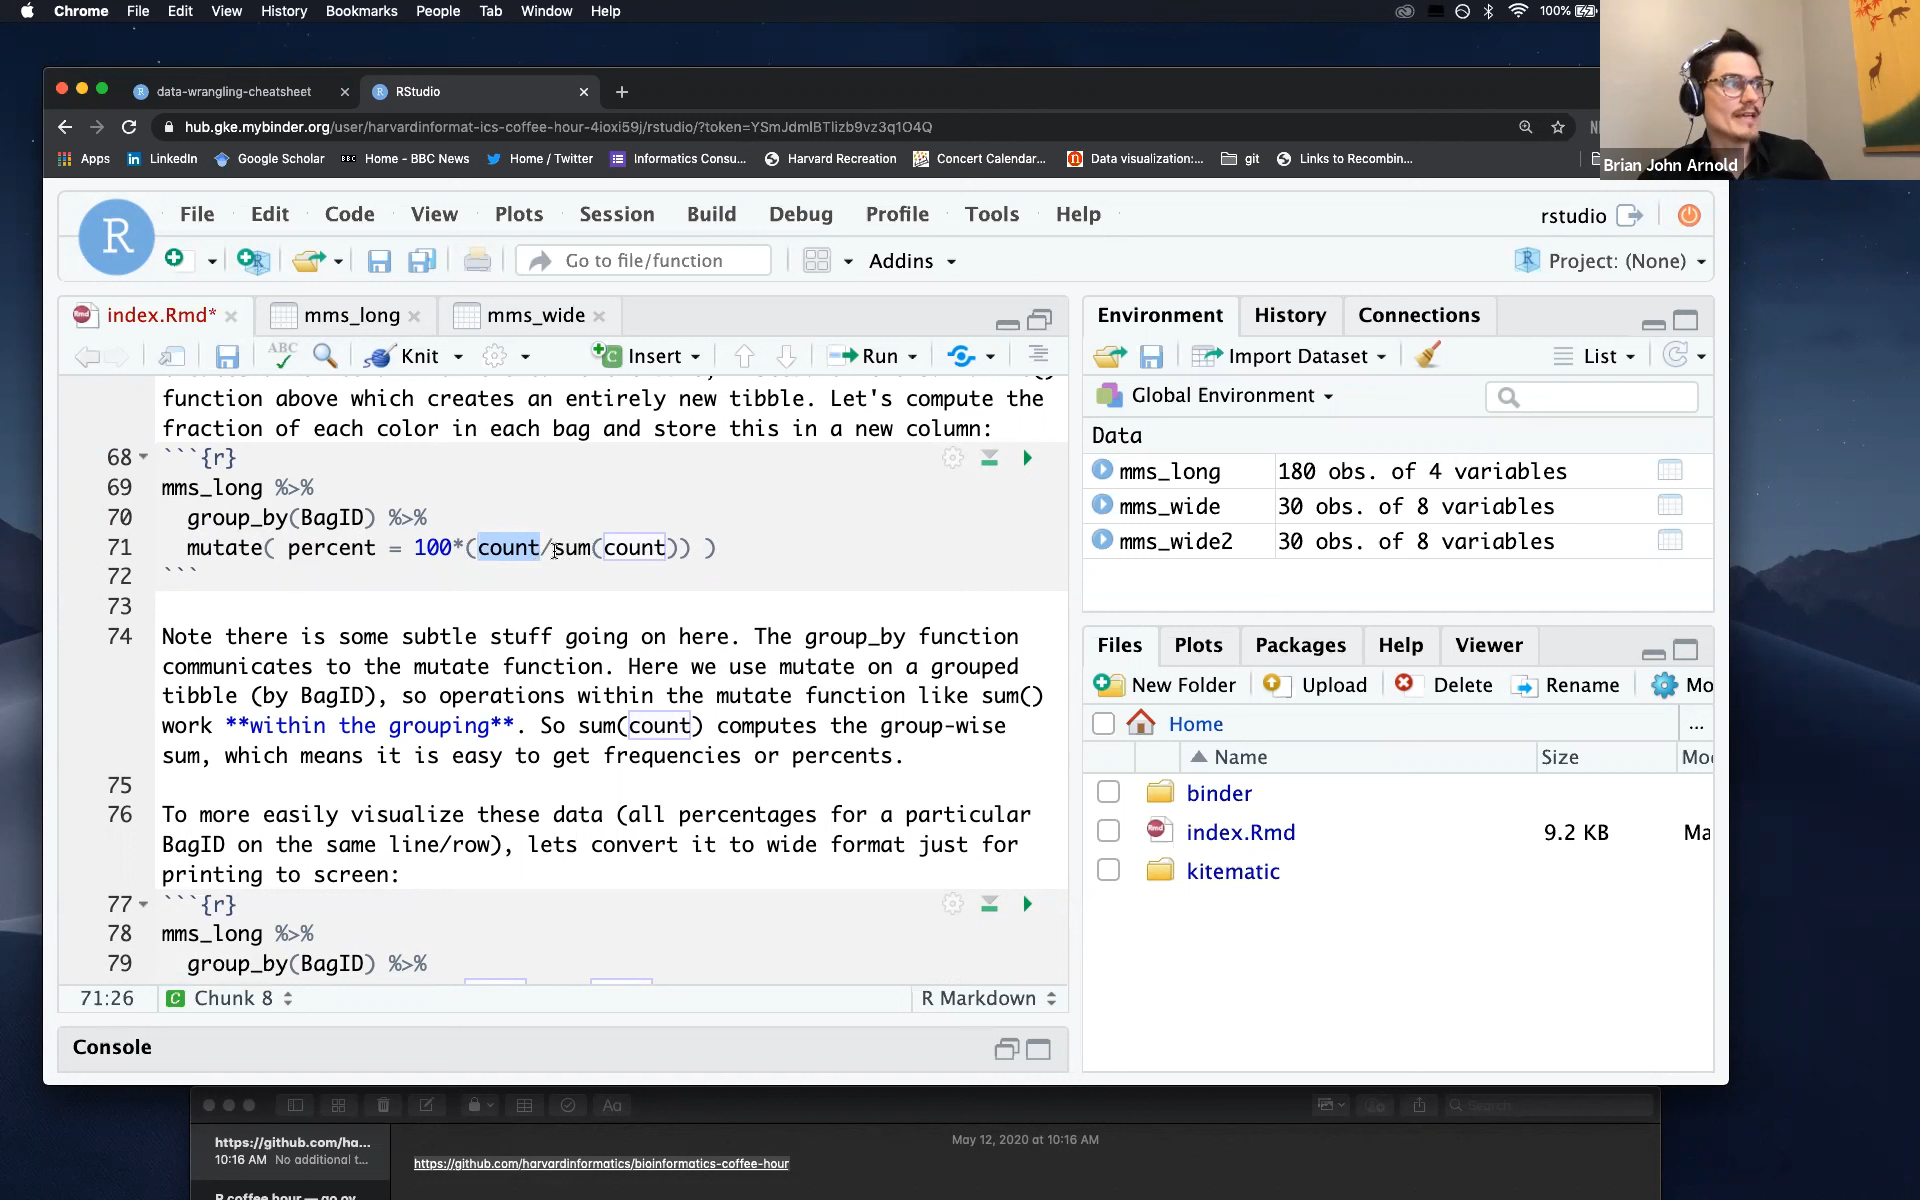 Chrome File Edit View History Bookmarks People Tab Window Help 100%
Brian John Arnold
data-wrangling-cheatsheet RStudio
hub.gke.mybinder.org/user/harvardinformat-ics-coffee-hour-4ioxi59j/rstudio/?token=YSmJdmlBTlizb9vz3q1O4Q
Apps LinkedIn Google Scholar BBC Home - BBC News Home / Twitter Informatics Consu... Harvard Recreation Concert Calendar... Data visualization:... git Links to Recombin...
R File Edit Code View Plots Session Build Debug Profile Tools Help rstudio
Go to file/function Addins Project: (None)
index.Rmd* mms_long mms_wide
ABC Knit Insert Run
function above which creates an entirely new tibble. Let's compute the
fraction of each color in each bag and store this in a new column:
68 ```{r}
69 mms_long %>%
70 group_by(BagID) %>%
71 mutate( percent = 100*(count/sum(count)) )
72 ```
73
74 Note there is some subtle stuff going on here. The group_by function
communicates to the mutate function. Here we use mutate on a grouped
tibble (by BagID), so operations within the mutate function like sum()
work **within the grouping**. So sum(count) computes the group-wise
sum, which means it is easy to get frequencies or percents.
75
76 To more easily visualize these data (all percentages for a particular
BagID on the same line/row), lets convert it to wide format just for
printing to screen:
77 ```{r}
78 mms_long %>%
79 group_by(BagID) %>%
71:26 C Chunk 8 R Markdown
Console
Environment History Connections
Import Dataset List
Global Environment
Data
mms_long 180 obs. of 4 variables
mms_wide 30 obs. of 8 variables
mms_wide2 30 obs. of 8 variables
Files Plots Packages Help Viewer
New Folder Upload Delete Rename Mo
Home ...
Name Size Mo
binder
index.Rmd 9.2 KB Ma
kitematic
Aa Search
https://github.com/ha...
10:16 AM No additional t...
May 12, 2020 at 10:16 AM
https://github.com/harvardinformatics/bioinformatics-coffee-hour